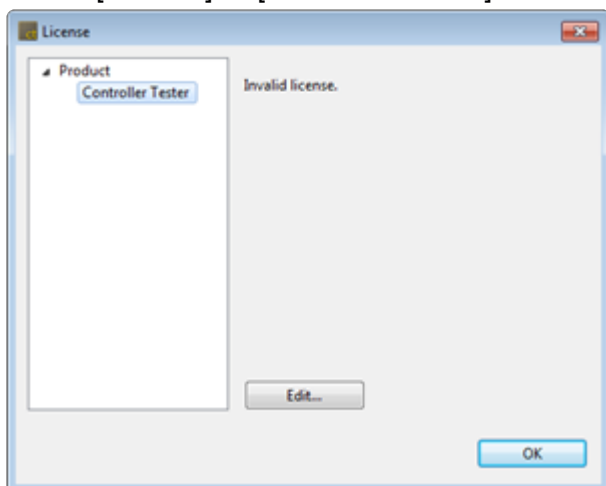 License
Product
Controller Tester
Invalid license.
Edit...
OK